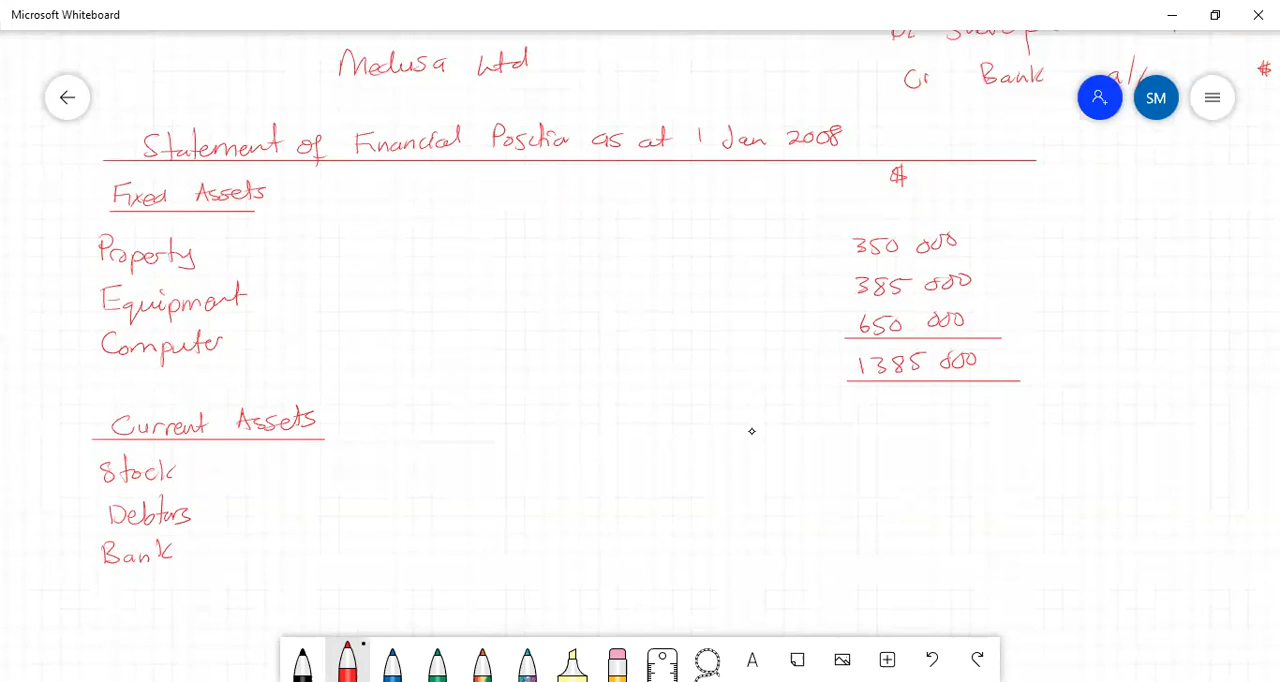 Microsoft Whiteboard
Medusa Ltd
Cr Bank a/c $
SM
Statement of Financial Position as at 1 Jan 2008
$
Fixed Assets
Property 350 000
Equipment 385 000
Computer 650 000
1385 000
Current Assets
Stock
Debtors
Bank
A